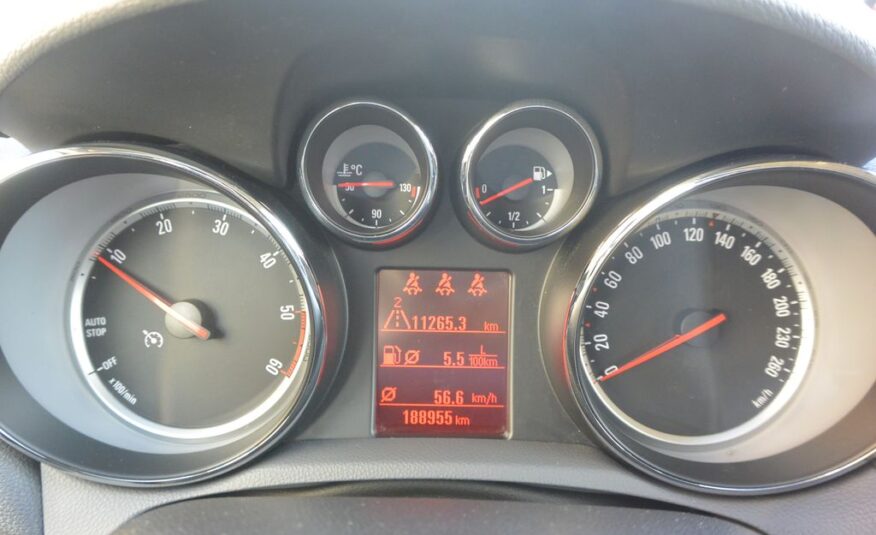 °C
50 130
90
0 1
1/2
10 20 30 40 50 60
AUTO
STOP
OFF
x 100/min
2
11265.3 km
5.5 L/100km
56.6 km/h
188955 km
0 20 40 60 80 100 120 140 160 180 200 220 240 260
km/h